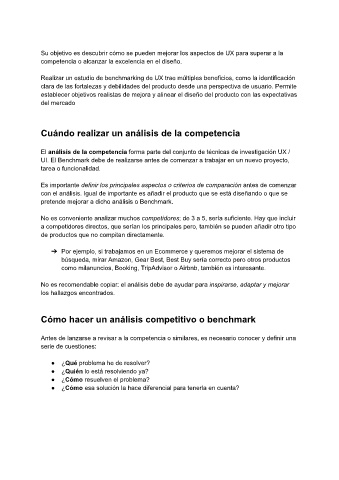 Su objetivo es descubrir cómo se pueden mejorar los aspectos de UX para superar a la
competencia o alcanzar la excelencia en el diseño.
Realizar un estudio de benchmarking de UX trae múltiples beneficios, como la identificación
clara de las fortalezas y debilidades del producto desde una perspectiva de usuario. Permite
establecer objetivos realistas de mejora y alinear el diseño del producto con las expectativas
del mercado
Cuándo realizar un análisis de la competencia
El análisis de la competencia forma parte del conjunto de técnicas de investigación UX /
UI. El Benchmark debe de realizarse antes de comenzar a trabajar en un nuevo proyecto,
tarea o funcionalidad.
Es importante definir los principales aspectos o criterios de comparación antes de comenzar
con el análisis. Igual de importante es añadir el producto que se está diseñando o que se
pretende mejorar a dicho análisis o Benchmark.
No es conveniente analizar muchos competidores; de 3 a 5, sería suficiente. Hay que incluir
a competidores directos, que serían los principales pero, también se pueden añadir otro tipo
de productos que no compitan directamente.
➔ Por ejemplo, si trabajamos en un Ecommerce y queremos mejorar el sistema de
búsqueda, mirar Amazon, Gear Best, Best Buy sería correcto pero otros productos
como milanuncios, Booking, TripAdvisor o Airbnb, también es interesante.
No es recomendable copiar: el análisis debe de ayudar para inspirarse, adaptar y mejorar
los hallazgos encontrados.
Cómo hacer un análisis competitivo o benchmark
Antes de lanzarse a revisar a la competencia o similares, es necesario conocer y definir una
serie de cuestiones:
● ¿Qué problema he de resolver?
● ¿Quién lo está resolviendo ya?
● ¿Cómo resuelven el problema?
● ¿Cómo esa solución la hace diferencial para tenerla en cuenta?